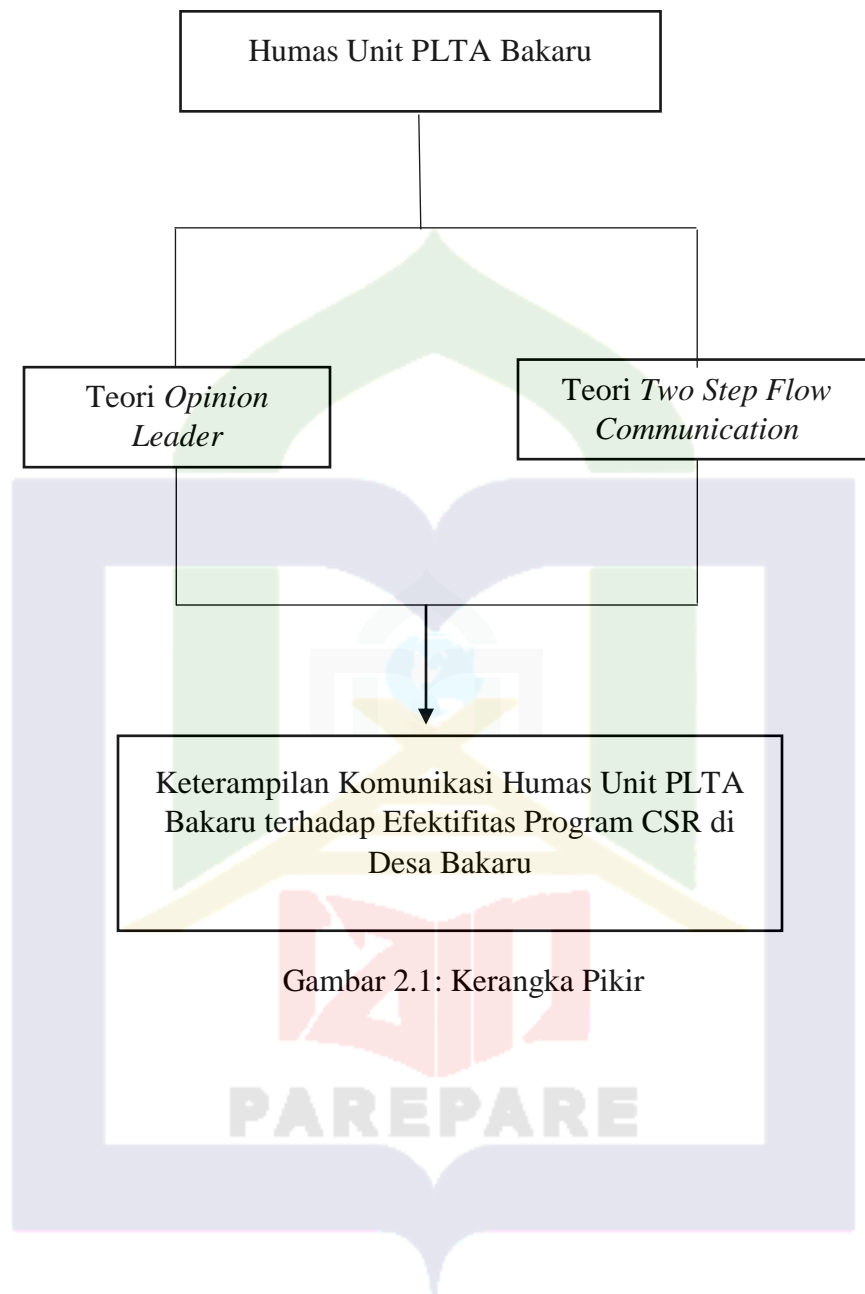 Humas Unit PLTA Bakaru
Teori Opinion
Leader
Teori Two Step Flow
Communication
Keterampilan Komunikasi Humas Unit PLTA
Bakaru terhadap Efektifitas Program CSR di
Desa Bakaru
Gambar 2.1: Kerangka Pikir
PAREPARE